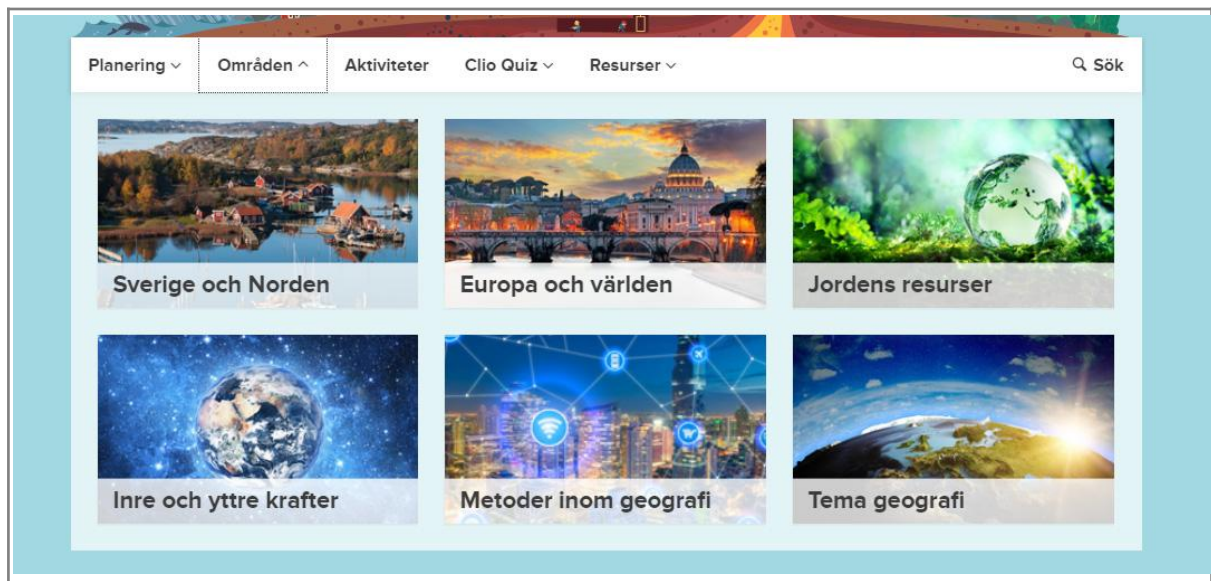 Planering
Områden
Aktiviteter
Clio Quiz
Resurser
Sök
Sverige och Norden
Europa och världen
Jordens resurser
Inre och yttre krafter
Metoder inom geografi
Tema geografi